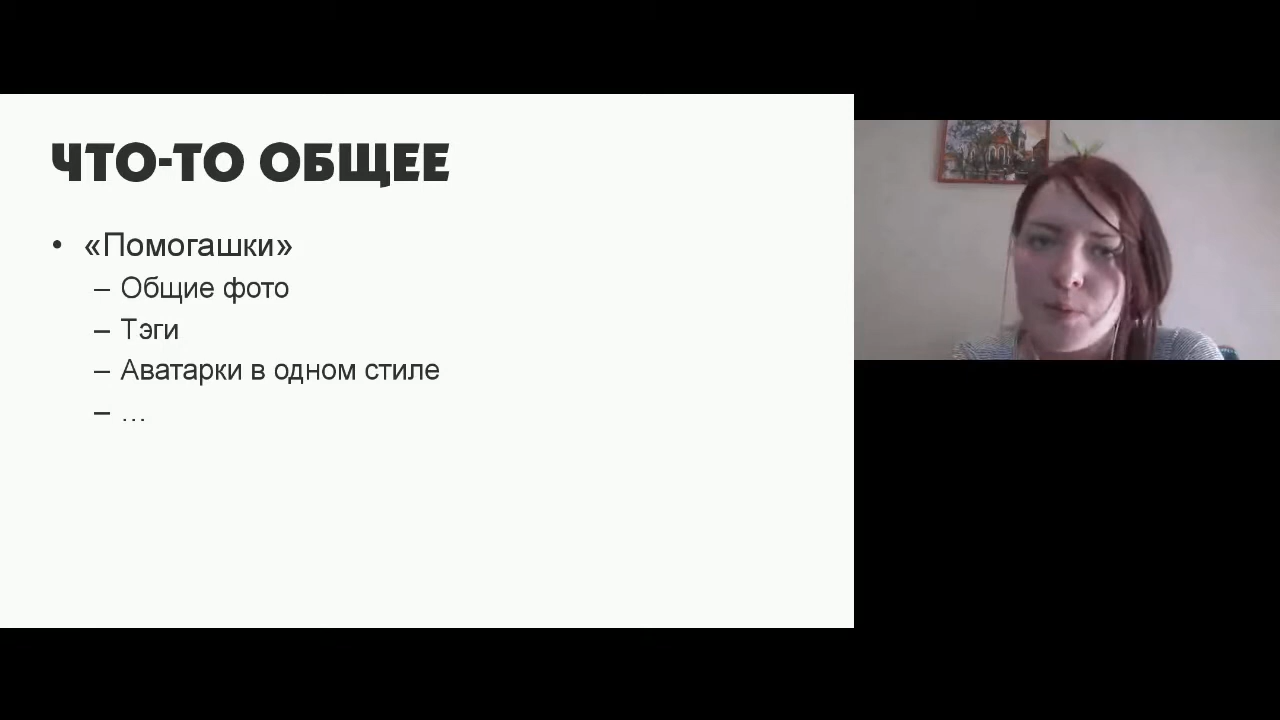 ЧТО-ТО ОБЩЕЕ
• «Помогашки»
– Общие фото
– Тэги
– Аватарки в одном стиле
– …